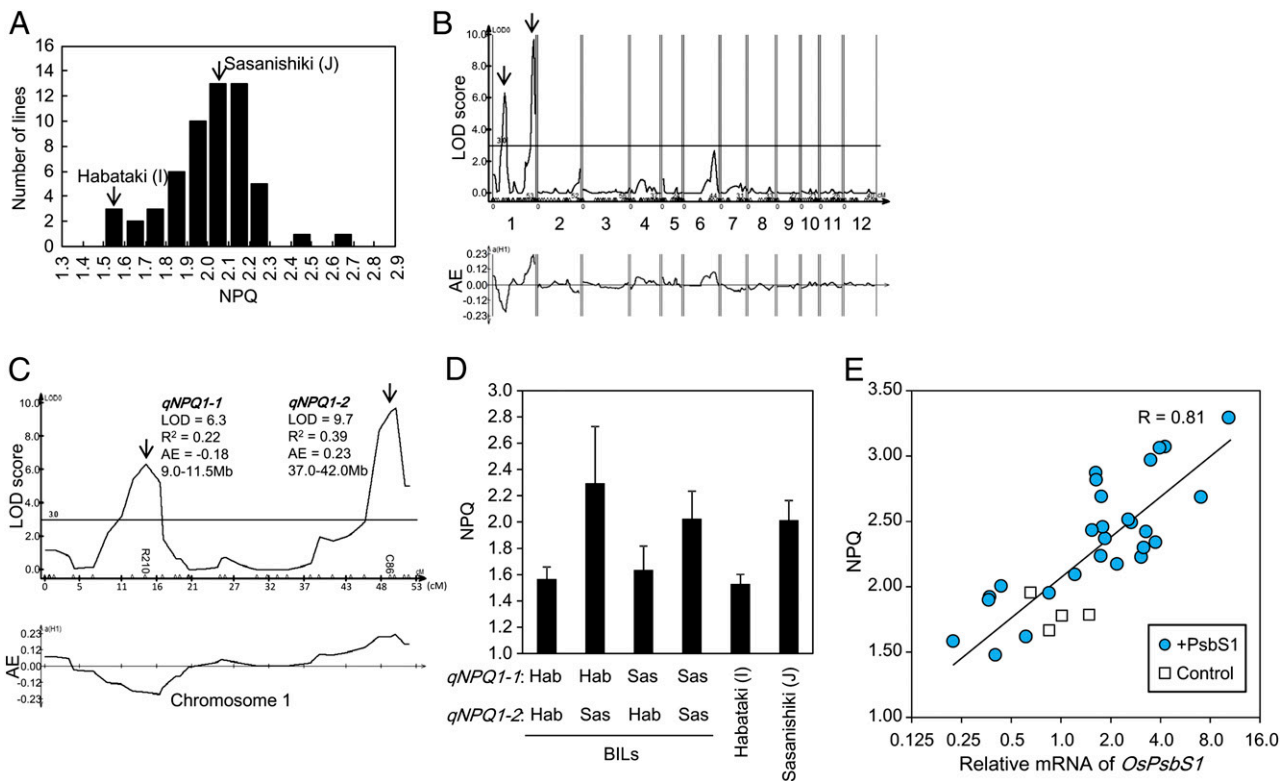 A
16
14
12
10
8
6
4
2
0
Number of lines
Sasanishiki (J)
Habataki (I)
1.3 1.4 1.5 1.6 1.7 1.8 1.9 2.0 2.1 2.2 2.3 2.4 2.5 2.6 2.7 2.8 2.9
NPQ
B
10.0
8.0
6.0
4.0
2.0
0.0
LOD score
3.0
1 2 3 4 5 6 7 8 9 10 11 12
a(H1)
0.23
0.12
0.00
-0.12
-0.23
AE
C
10.0
8.0
6.0
4.0
2.0
0.0
LOD score
3.0
qNPQ1-1
LOD = 6.3
R² = 0.22
AE = -0.18
9.0-11.5Mb
qNPQ1-2
LOD = 9.7
R² = 0.39
AE = 0.23
37.0-42.0Mb
R210
C86
0 5 11 16 21 27 32 37 43 48 53 (cM)
a(H1)
0.23
0.12
0.00
-0.12
-0.23
AE
Chromosome 1
D
3.0
2.8
2.6
2.4
2.2
2.0
1.8
1.6
1.4
1.2
1.0
NPQ
qNPQ1-1: Hab Hab Sas Sas
qNPQ1-2: Hab Sas Hab Sas
BILs
Habataki (I)
Sasanishiki (J)
E
3.50
3.00
2.50
2.00
1.50
1.00
NPQ
R = 0.81
+PsbS1
Control
0.125 0.25 0.5 1.0 2.0 4.0 8.0 16.0
Relative mRNA of OsPsbS1